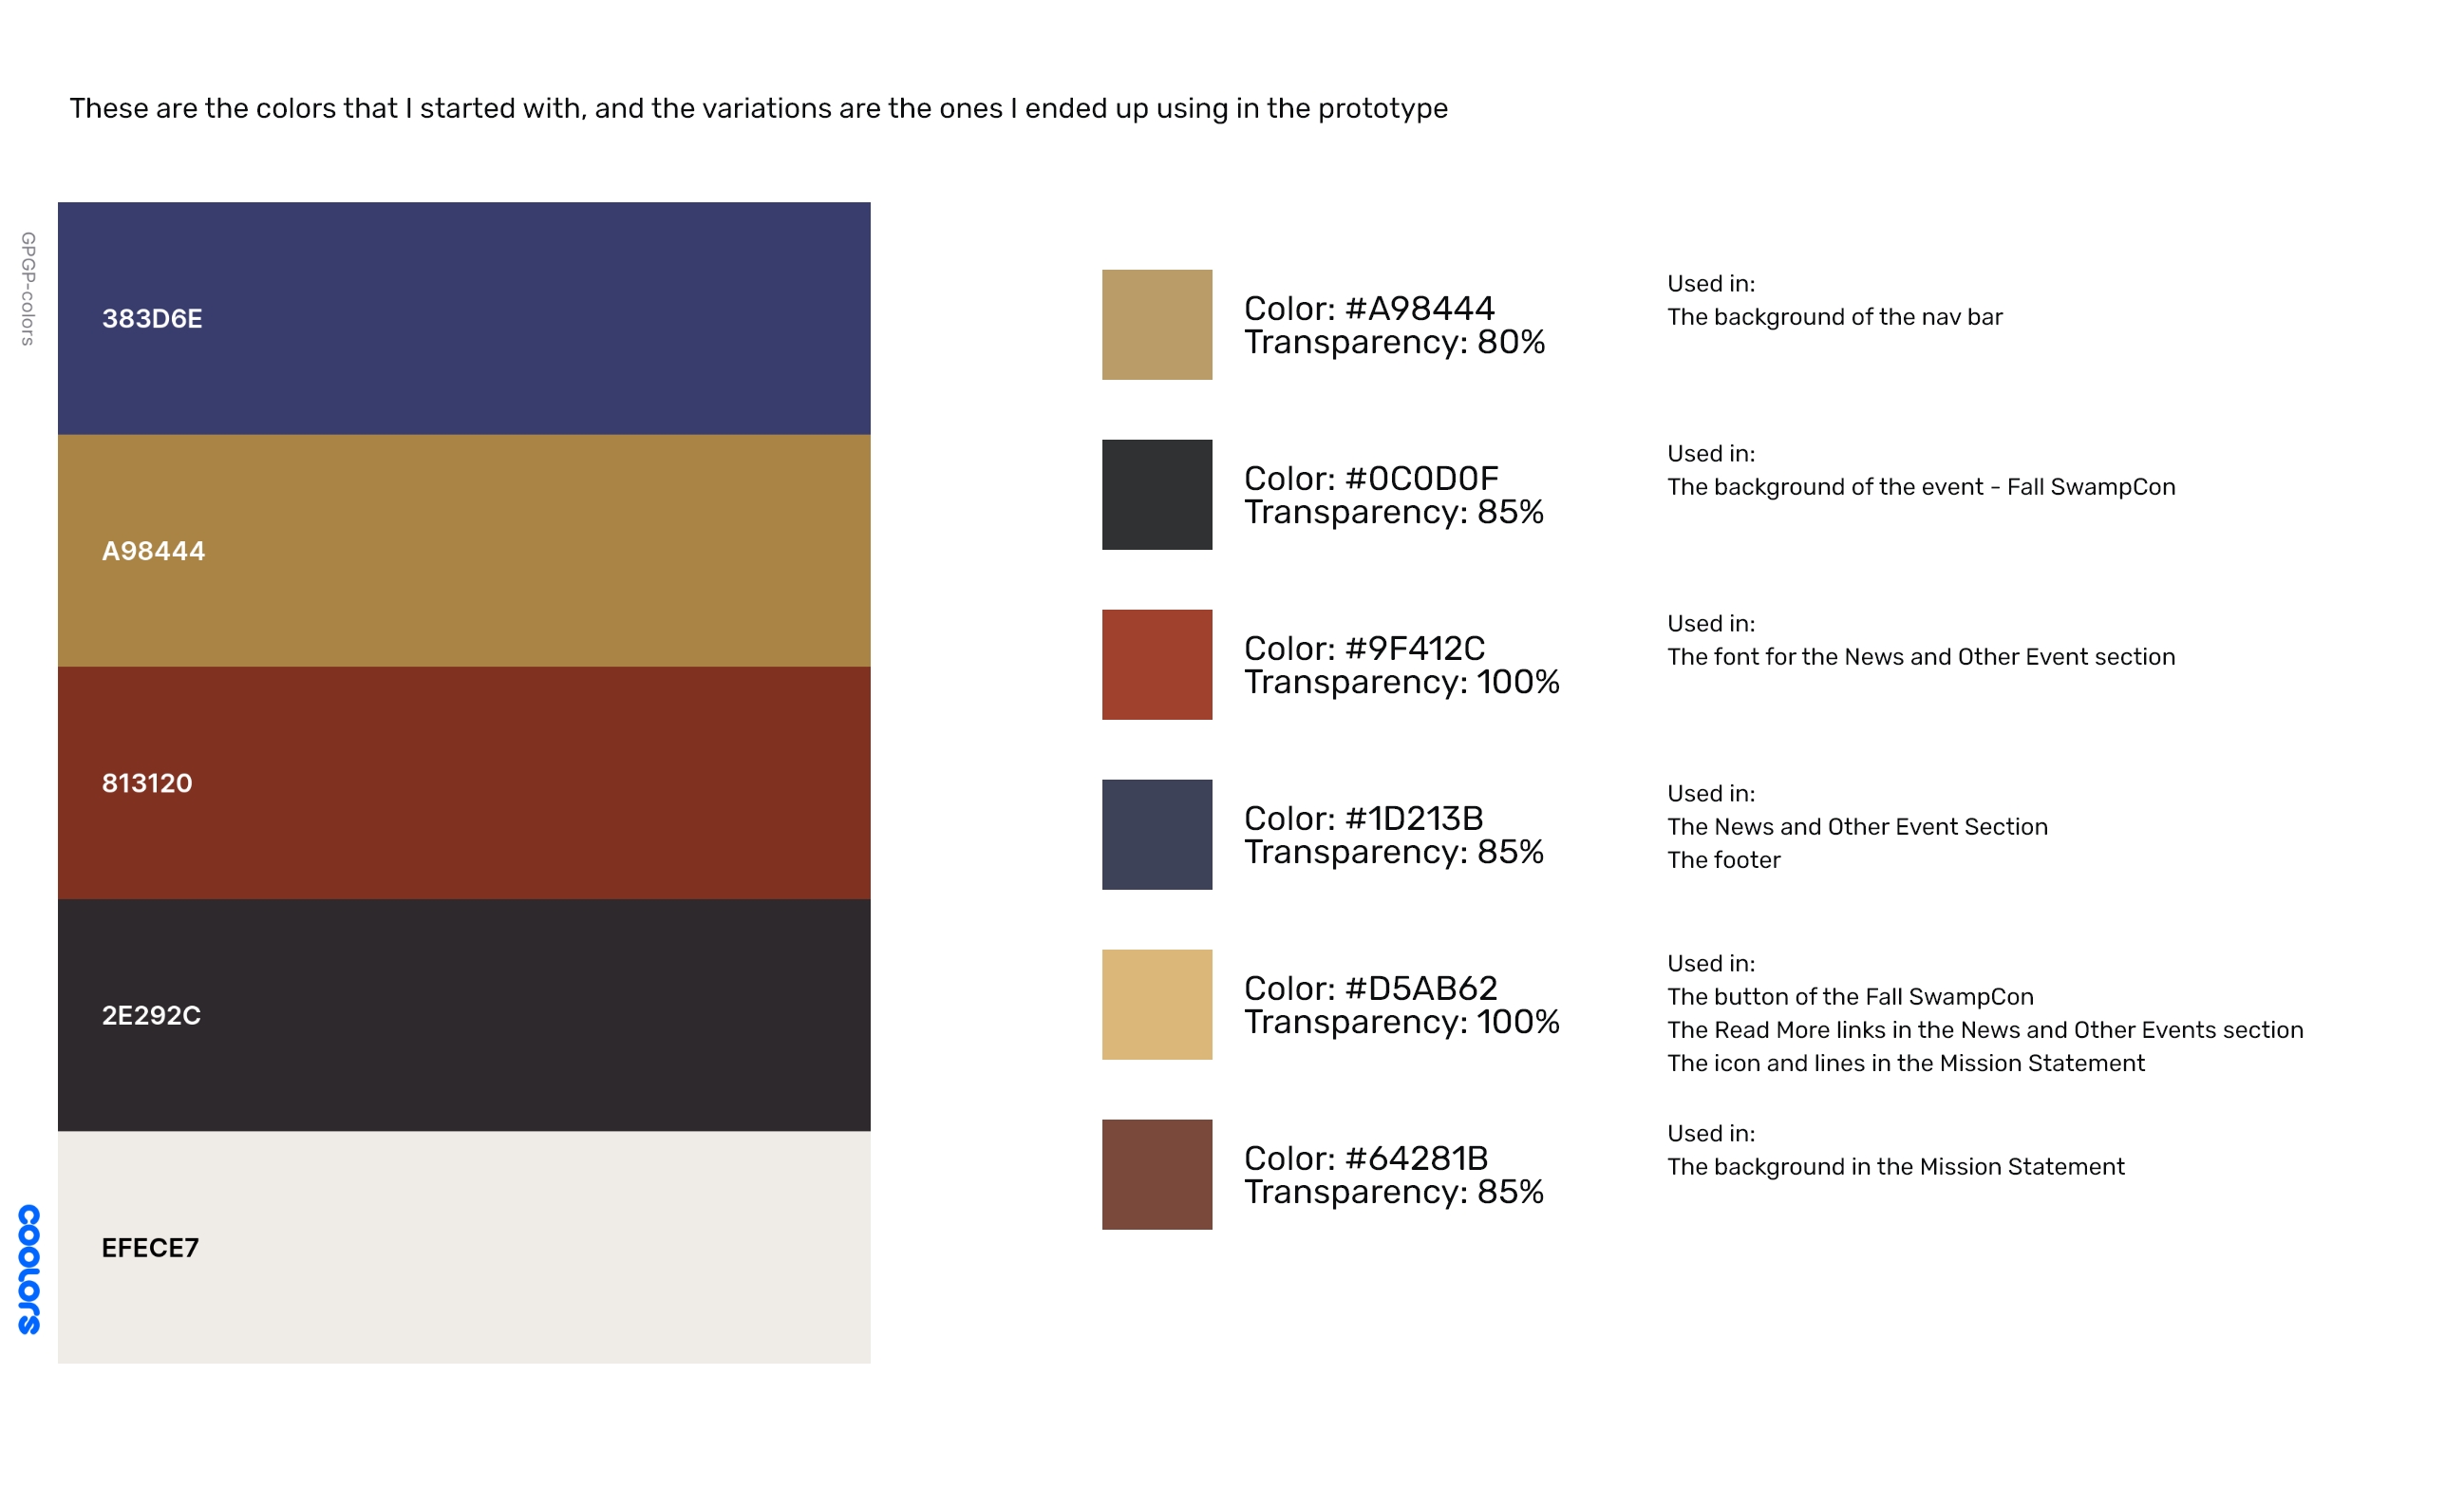 These are the colors that I started with, and the variations are the ones I ended up using in the prototype
GPGP-colors
383D6E
A98444
813120
2E292C
EFECE7
coolors
Color: #A98444
Transparency: 80%
Used in:
The background of the nav bar
Color: #0C0D0F
Transparency: 85%
Used in:
The background of the event - Fall SwampCon
Color: #9F412C
Transparency: 100%
Used in:
The font for the News and Other Event section
Color: #1D213B
Transparency: 85%
Used in:
The News and Other Event Section
The footer
Color: #D5AB62
Transparency: 100%
Used in:
The button of the Fall SwampCon
The Read More links in the News and Other Events section
The icon and lines in the Mission Statement
Color: #64281B
Transparency: 85%
Used in:
The background in the Mission Statement